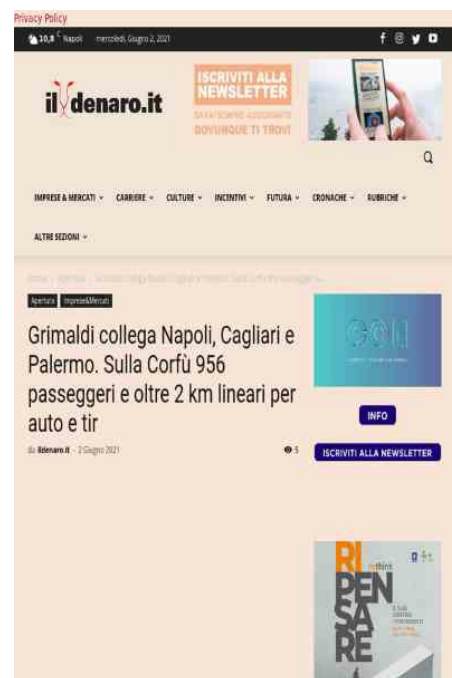 Privacy Policy
10,8 C Napoli mercoledì, Giugno 2, 2021
il denaro.it
ISCRIVITI ALLA
NEWSLETTER
DOVUNQUE TI TROVI
IMPRESE & MERCATI CARRIERE CULTURE INCENTIVI FUTURA CRONACHE RUBRICHE
ALTRE SEZIONI
Apertura Imprese&Mercati
Grimaldi collega Napoli, Cagliari e
Palermo. Sulla Corfù 956
passeggeri e oltre 2 km lineari per
auto e tir
da ildenaro.it - 2 Giugno 2021 5
INFO
ISCRIVITI ALLA NEWSLETTER
RI
rethink
PEN
SA
RE